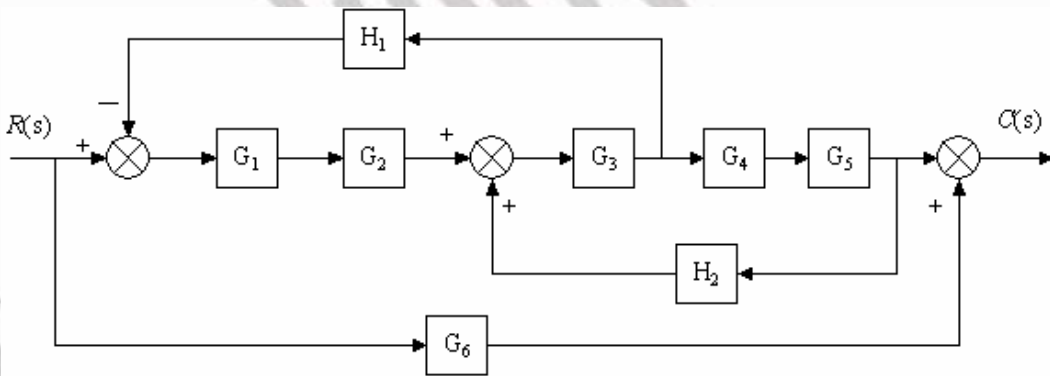 H₁
−
R(s)
+
G₁
G₂
+
G₃
G₄
G₅
C(s)
+
+
H₂
G₆